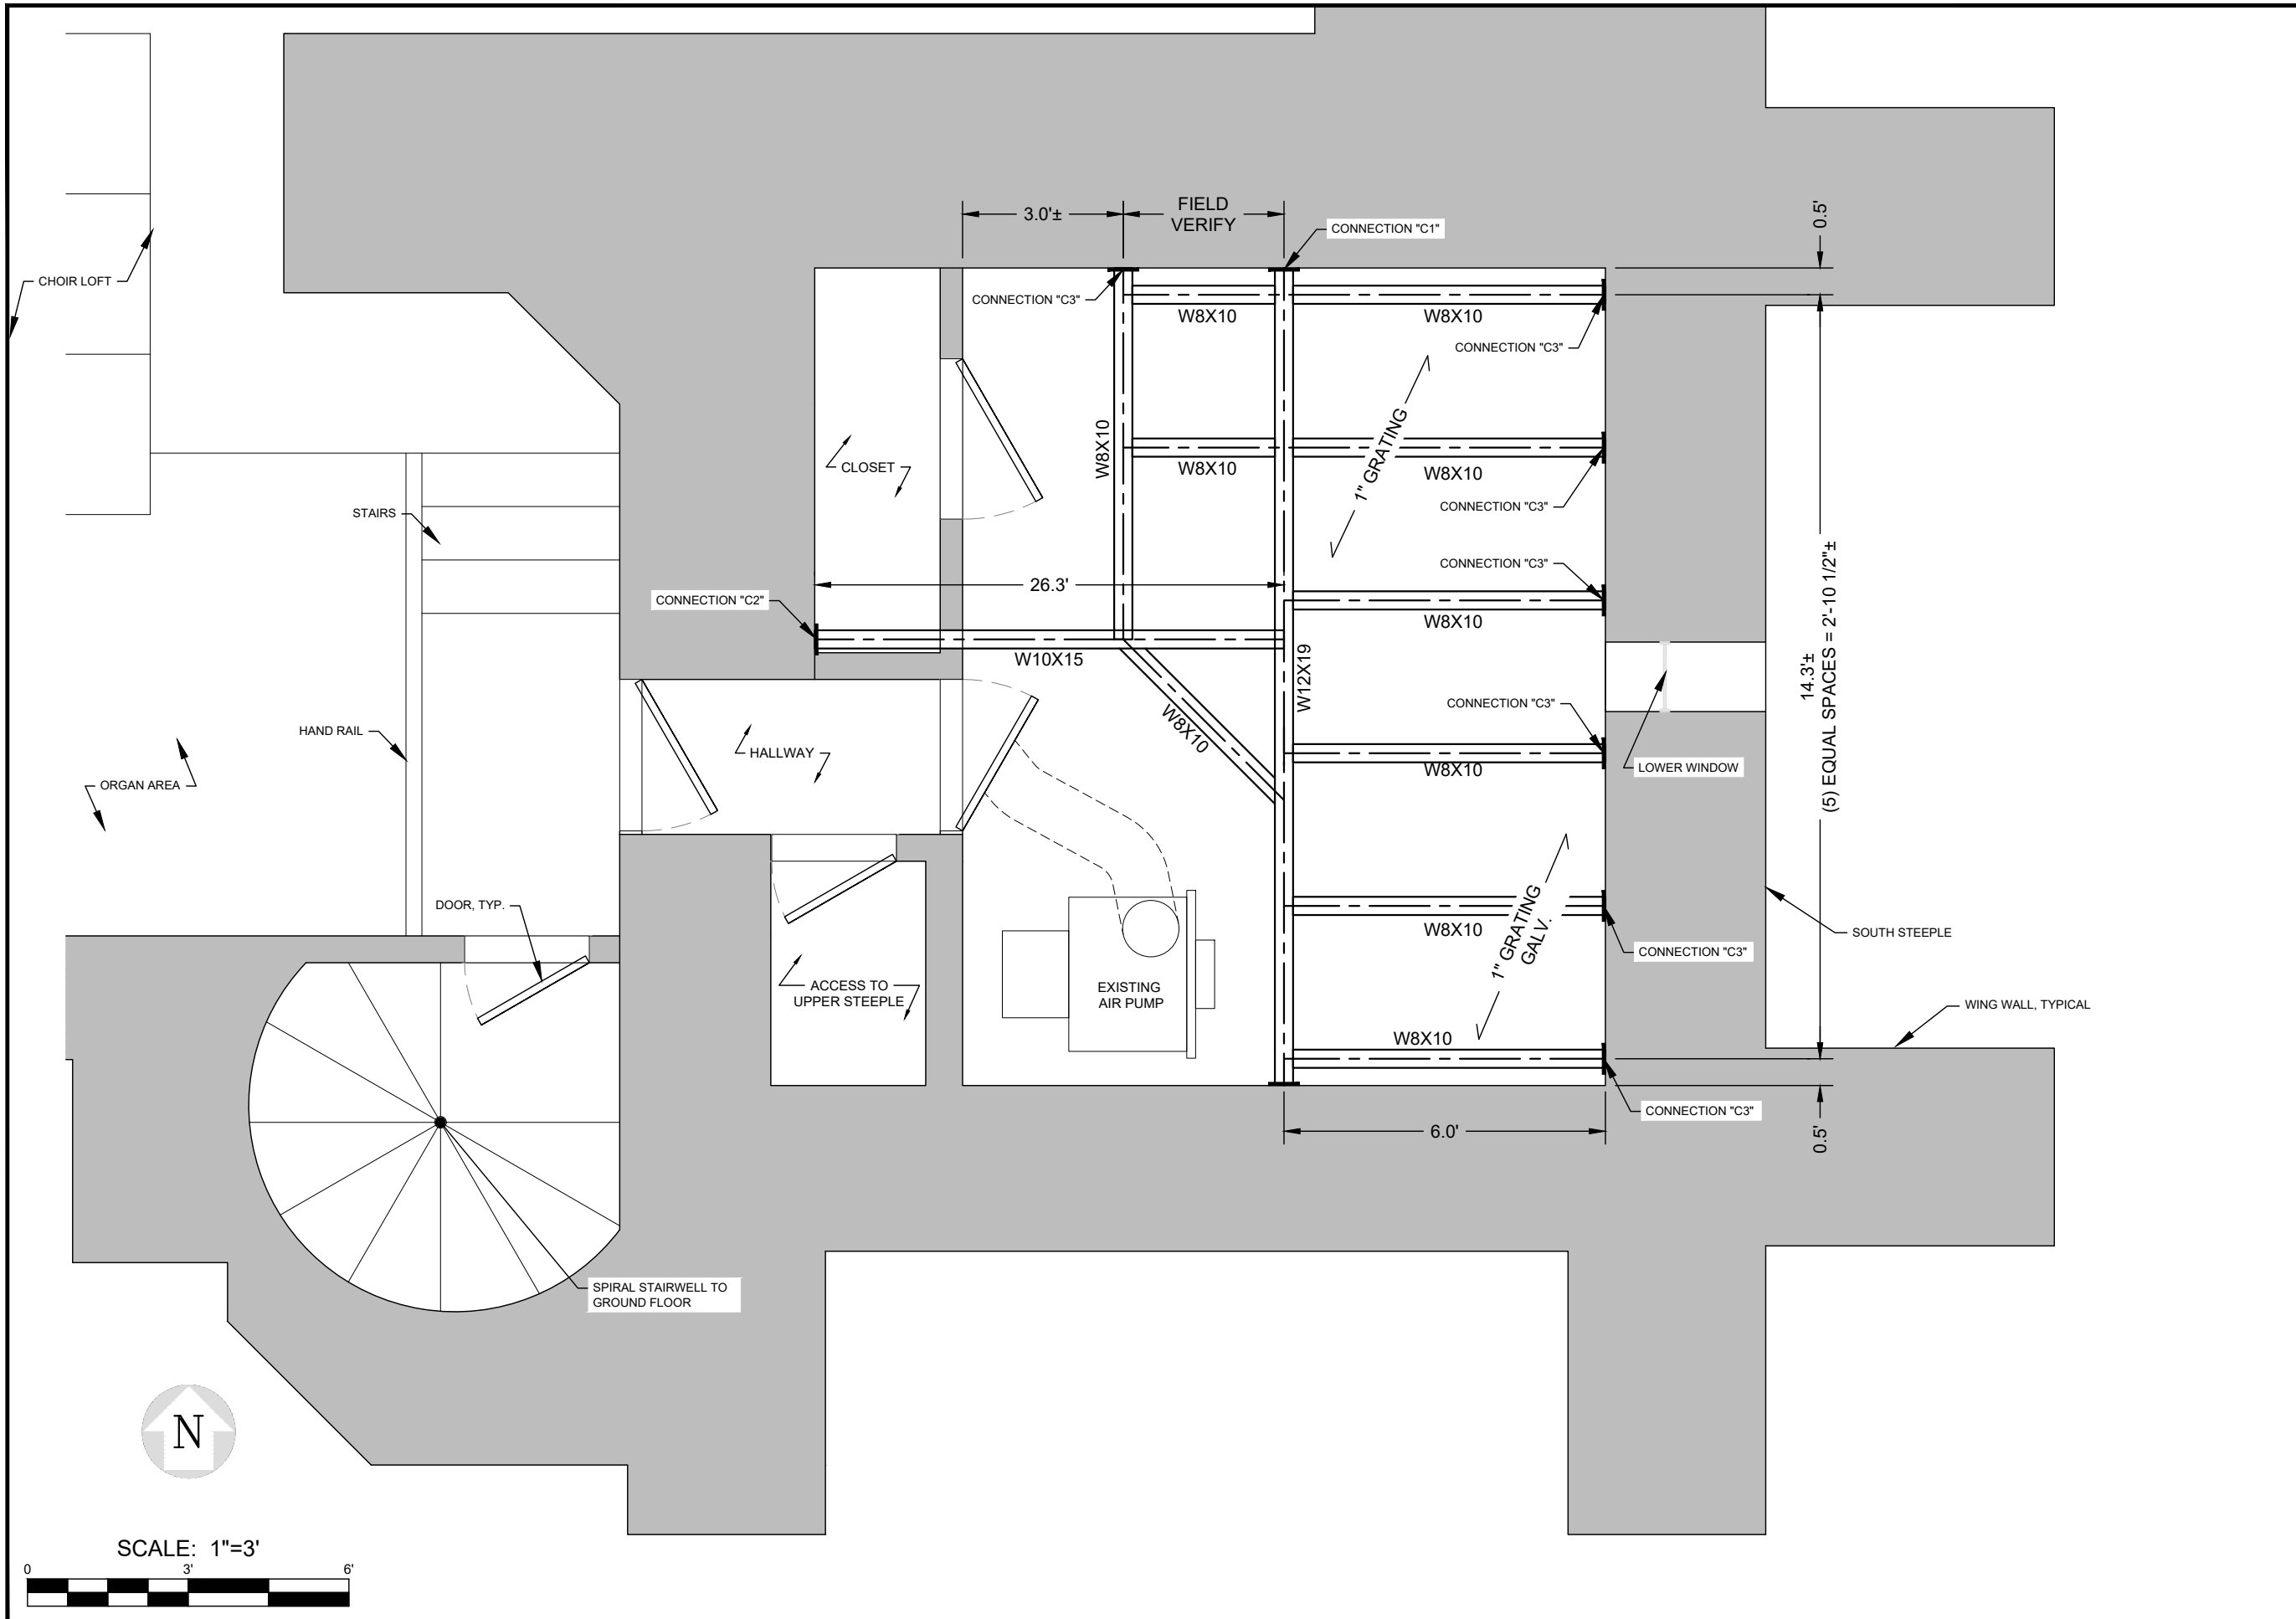 3.0'±
FIELD
VERIFY
CONNECTION "C1"
0.5'
CHOIR LOFT
CONNECTION "C3"
W8X10
W8X10
CONNECTION "C3"
W8X10
1" GRATING
CLOSET
W8X10
W8X10
CONNECTION "C3"
STAIRS
CONNECTION "C3"
26.3'
CONNECTION "C2"
W8X10
W10X15
W12X19
14.3'±
(5) EQUAL SPACES = 2'-10 1/2"±
CONNECTION "C3"
W8X10
HAND RAIL
HALLWAY
W8X10
LOWER WINDOW
ORGAN AREA
DOOR, TYP.
1" GRATING
GALV.
W8X10
SOUTH STEEPLE
CONNECTION "C3"
ACCESS TO
UPPER STEEPLE
EXISTING
AIR PUMP
WING WALL, TYPICAL
W8X10
CONNECTION "C3"
6.0'
0.5'
SPIRAL STAIRWELL TO
GROUND FLOOR
N
SCALE: 1"=3'
0 3' 6'